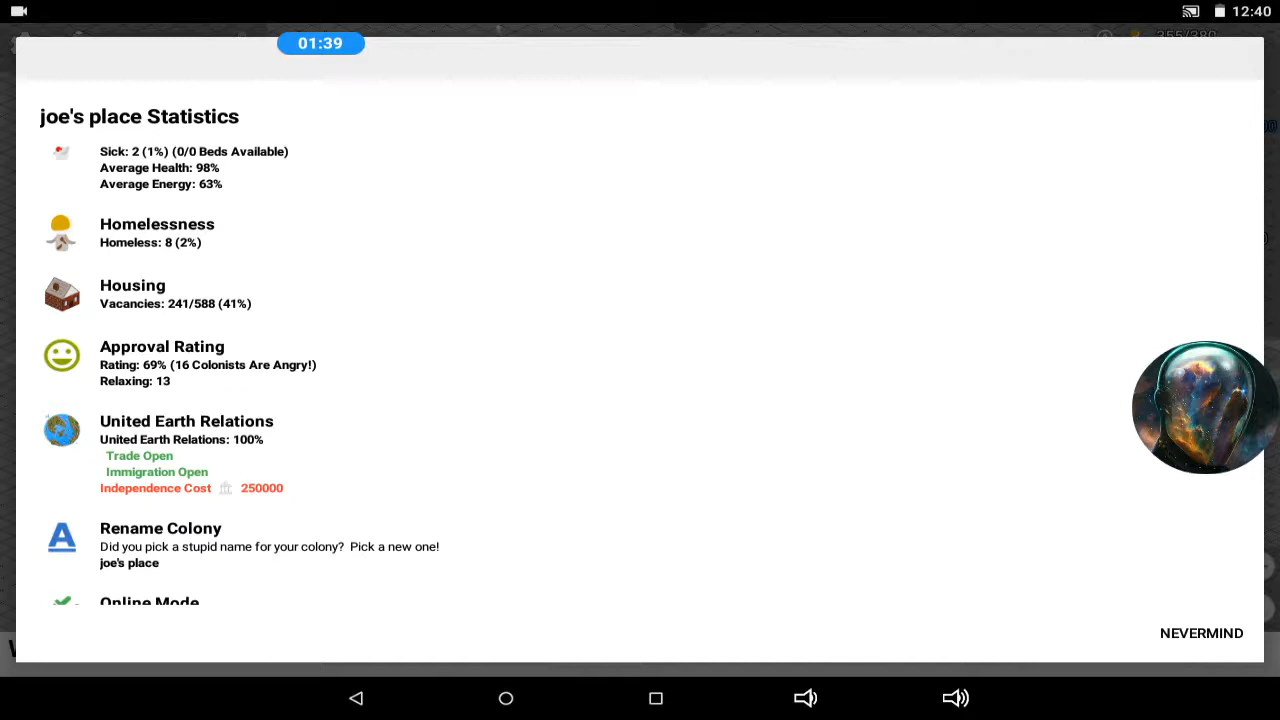 12:40
01:39
355/380
joe's place Statistics
Sick: 2 (1%) (0/0 Beds Available)
Average Health: 98%
Average Energy: 63%
Homelessness
Homeless: 8 (2%)
Housing
Vacancies: 241/588 (41%)
Approval Rating
Rating: 69% (16 Colonists Are Angry!)
Relaxing: 13
United Earth Relations
United Earth Relations: 100%
Trade Open
Immigration Open
Independence Cost 250000
A Rename Colony
Did you pick a stupid name for your colony?  Pick a new one!
joe's place
Online Mode
NEVERMIND